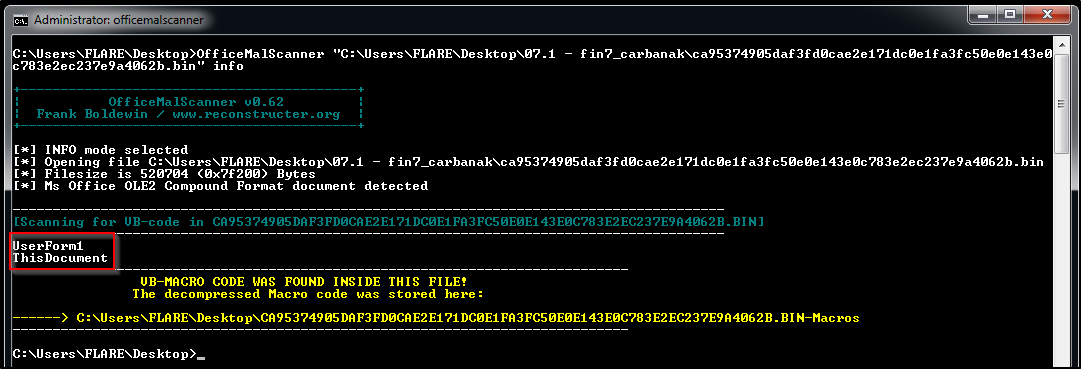 Administrator: officemalscanner
C:\Users\FLARE\Desktop>OfficeMalScanner "C:\Users\FLARE\Desktop\07.1 - fin7_carbanak\ca95374905daf3fd0cae2e171dc0e1fa3fc50e0e143e0
c783e2ec237e9a4062b.bin" info
+------------------------------------------+
|           OfficeMalScanner v0.62         |
|  Frank Boldewin / www.reconstructer.org  |
+------------------------------------------+
[*] INFO mode selected
[*] Opening file C:\Users\FLARE\Desktop\07.1 - fin7_carbanak\ca95374905daf3fd0cae2e171dc0e1fa3fc50e0e143e0c783e2ec237e9a4062b.bin
[*] Filesize is 520704 (0x7f200) Bytes
[*] Ms Office OLE2 Compound Format document detected
[Scanning for VB-code in CA95374905DAF3FD0CAE2E171DC0E1FA3FC50E0E143E0C783E2EC237E9A4062B.BIN]
UserForm1
ThisDocument
VB-MACRO CODE WAS FOUND INSIDE THIS FILE!
The decompressed Macro code was stored here:
------> C:\Users\FLARE\Desktop\CA95374905DAF3FD0CAE2E171DC0E1FA3FC50E0E143E0C783E2EC237E9A4062B.BIN-Macros
C:\Users\FLARE\Desktop>_